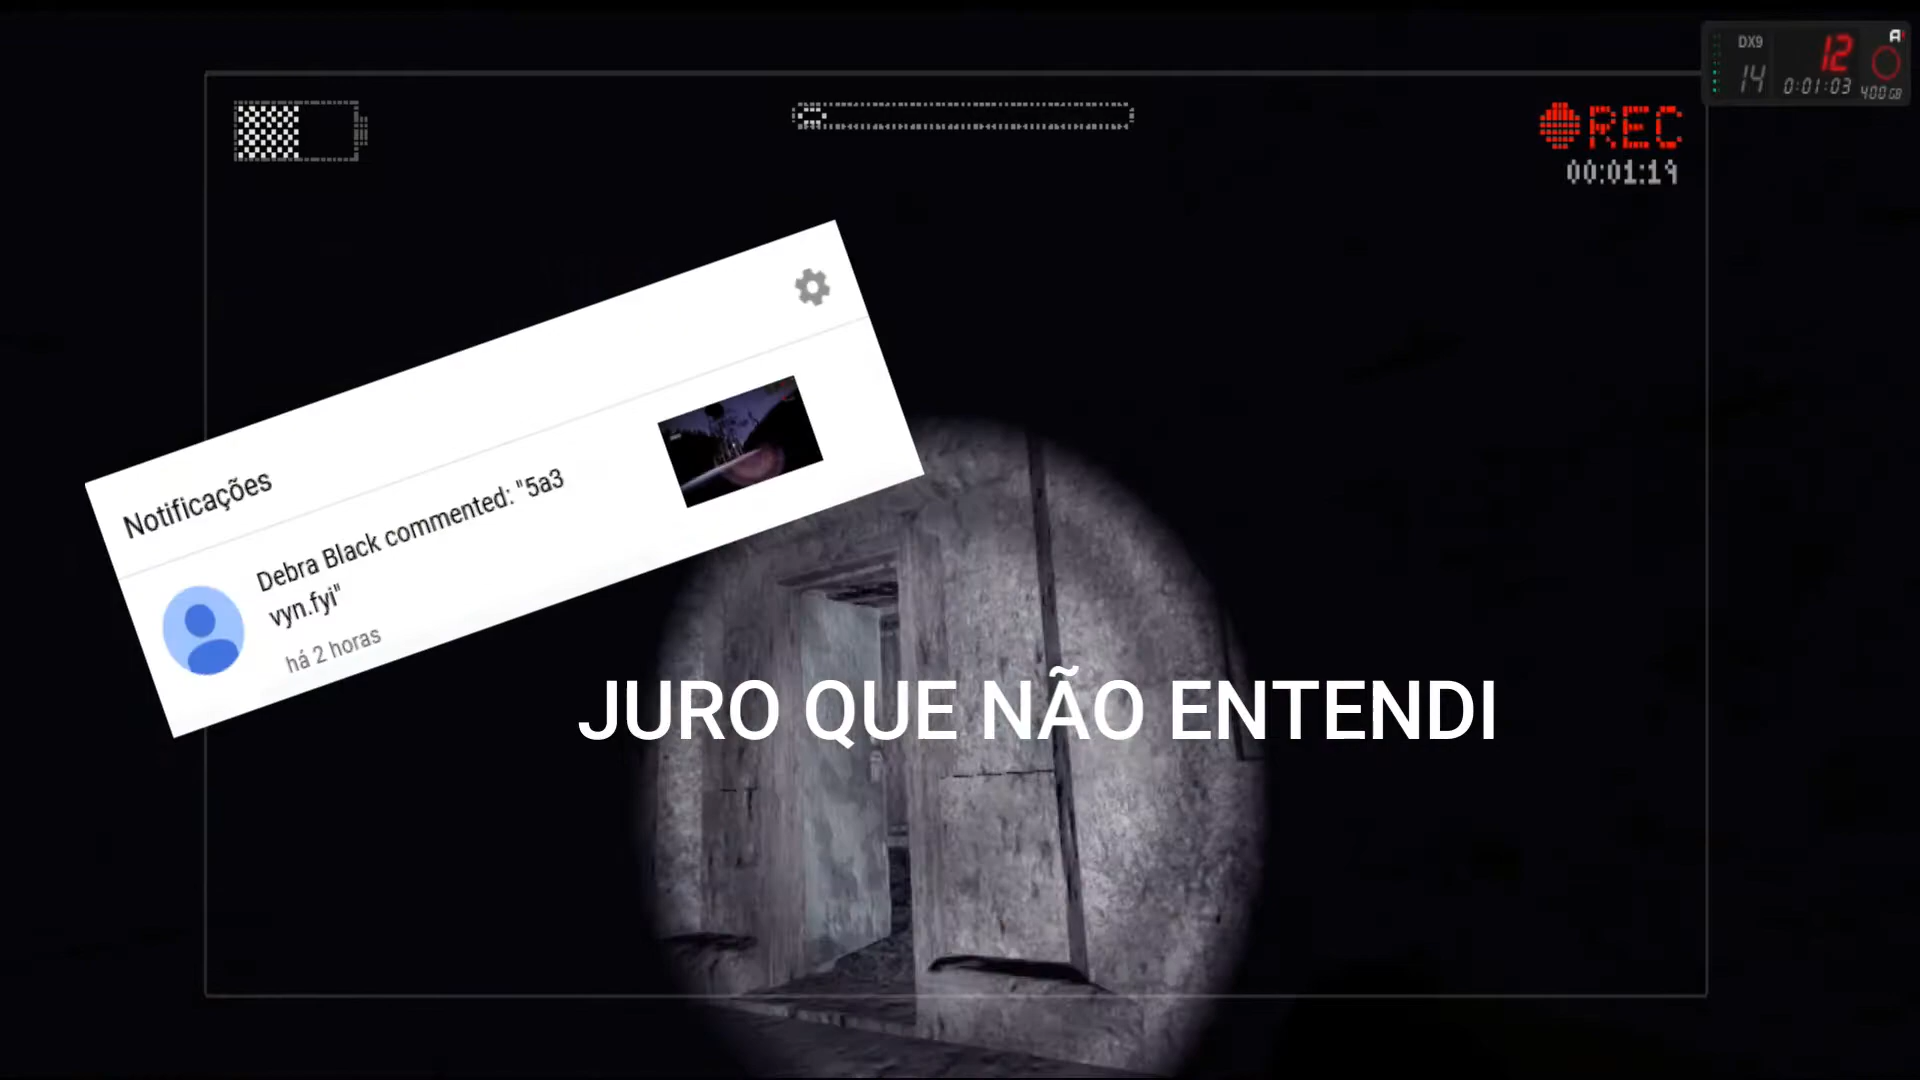 DX9
12
14
0:01:03
400GB
REC
00:01:19
Notificações
Debra Black commented: "5a3
vyn.fyi"
há 2 horas
JURO QUE NÃO ENTENDI